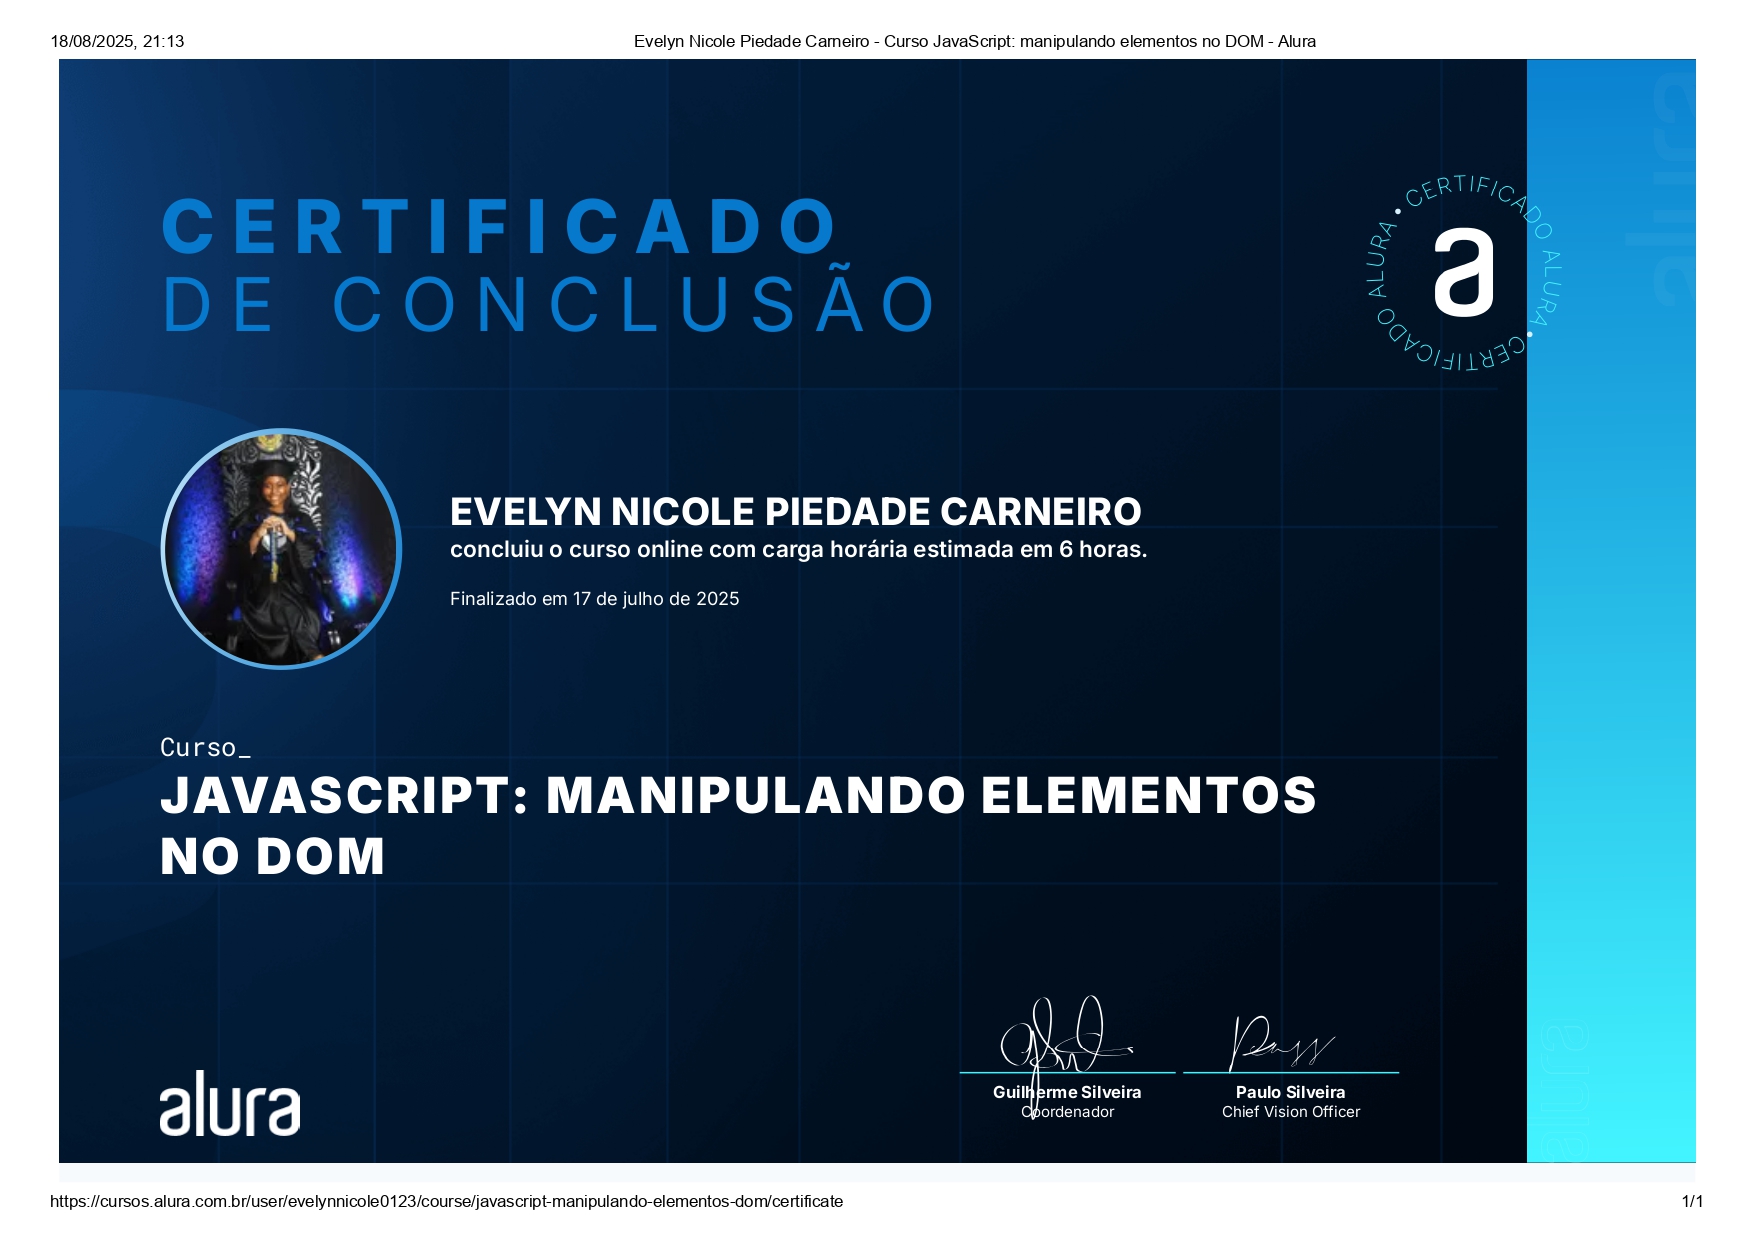 18/08/2025, 21:13
Evelyn Nicole Piedade Carneiro - Curso JavaScript: manipulando elementos no DOM - Alura
alura
CERTIFICADO
DE CONCLUSÃO
• CERTIFICADO ALURA • CERTIFICADO ALURA
a
EVELYN NICOLE PIEDADE CARNEIRO
concluiu o curso online com carga horária estimada em 6 horas.
Finalizado em 17 de julho de 2025
Curso_
JAVASCRIPT: MANIPULANDO ELEMENTOS
NO DOM
Guilherme Silveira
Coordenador
Paulo Silveira
Chief Vision Officer
alura
alura
https://cursos.alura.com.br/user/evelynnicole0123/course/javascript-manipulando-elementos-dom/certificate
1/1